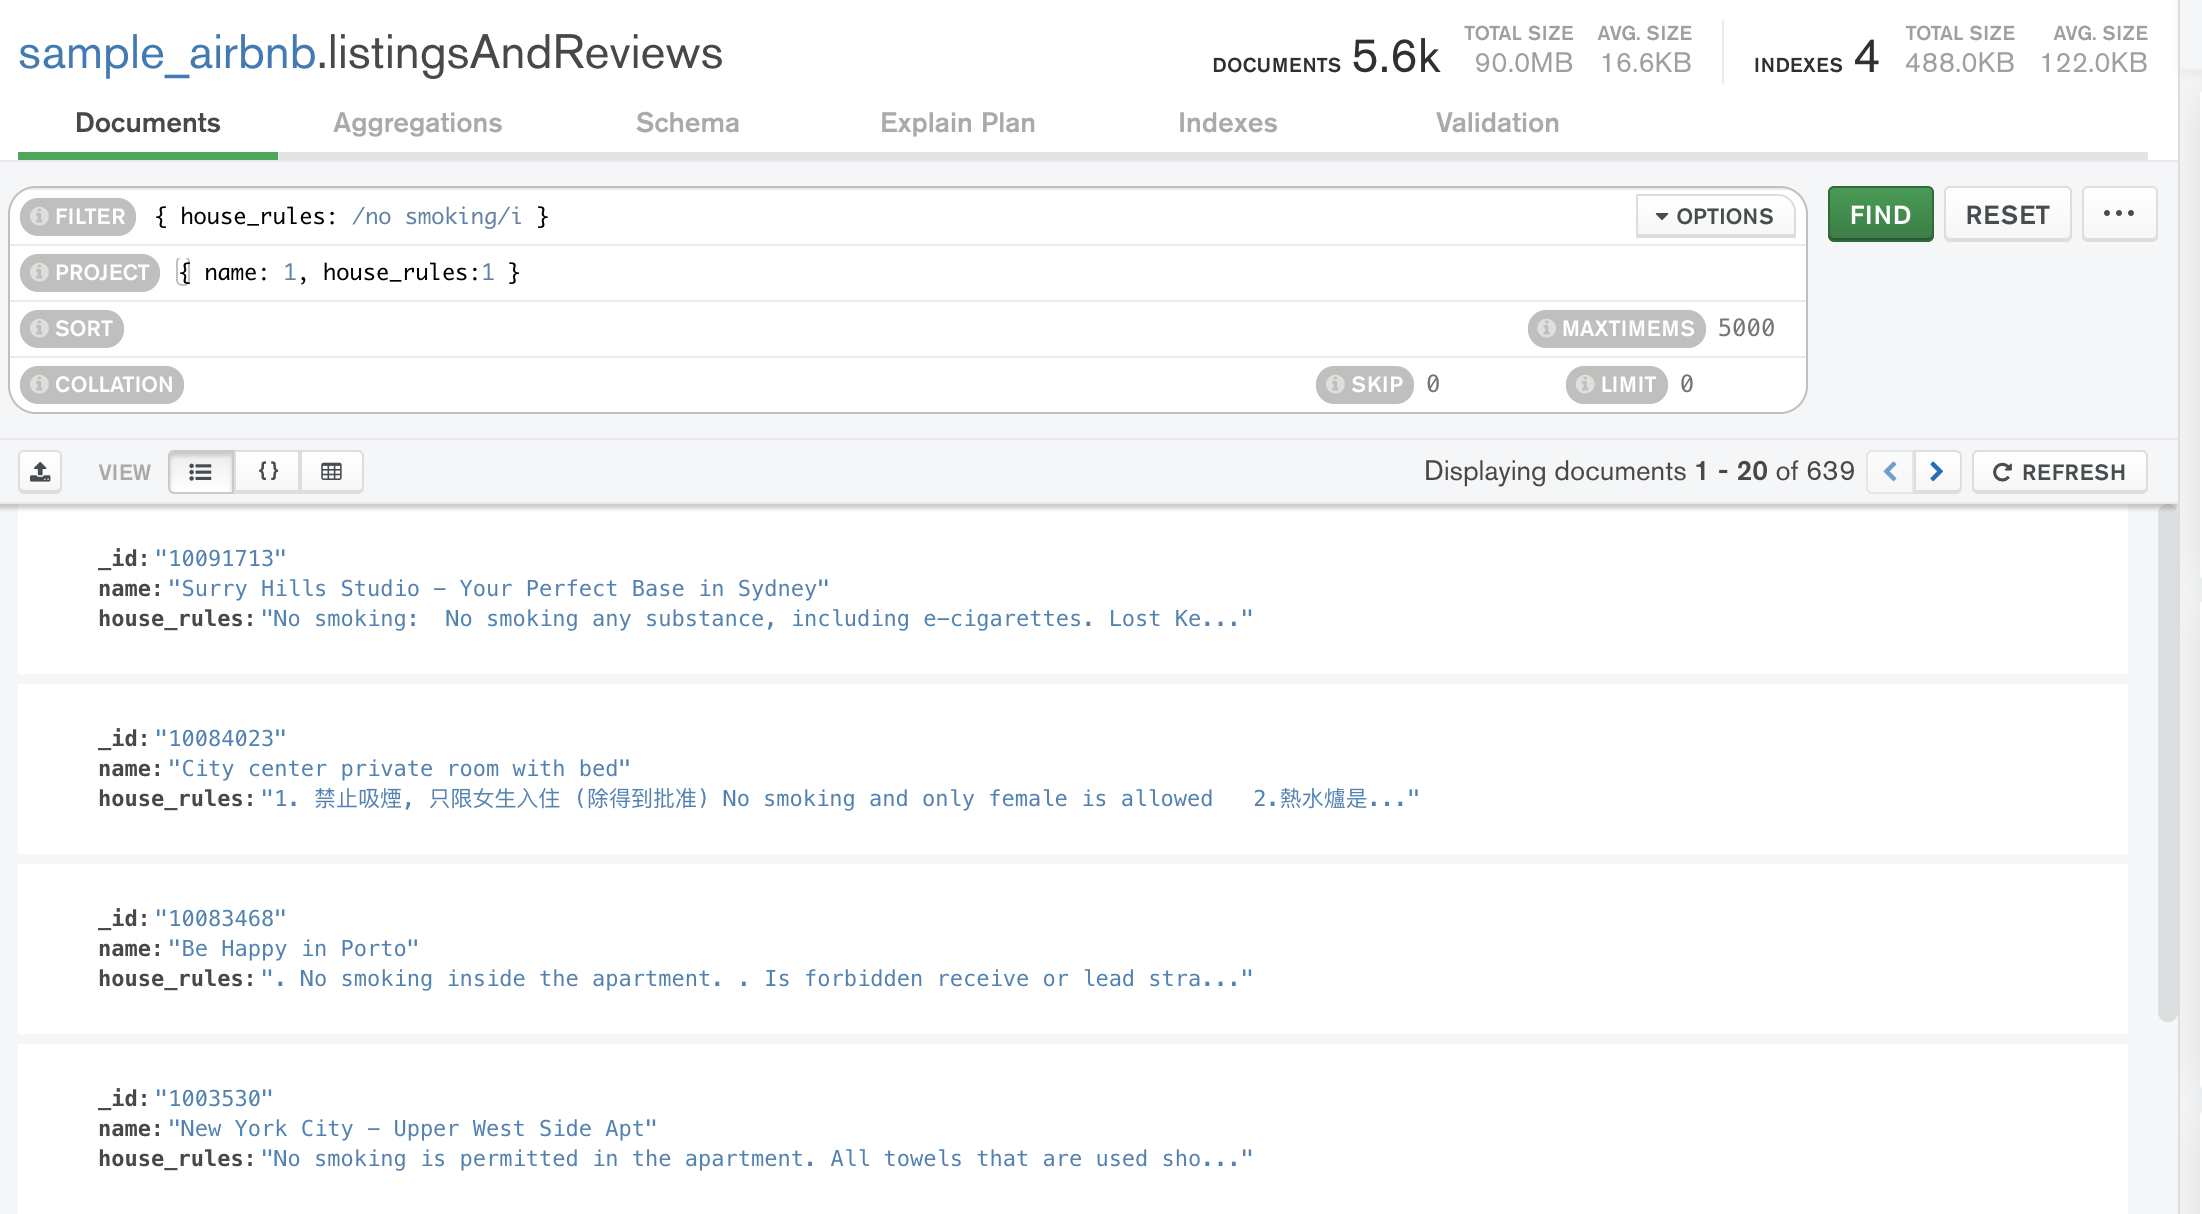 sample_airbnb.listingsAndReviews
DOCUMENTS 5.6k TOTAL SIZE 90.0MB AVG. SIZE 16.6KB INDEXES 4 TOTAL SIZE 488.0KB AVG. SIZE 122.0KB
Documents Aggregations Schema Explain Plan Indexes Validation
FILTER { house_rules: /no smoking/i } OPTIONS FIND RESET ...
PROJECT { name: 1, house_rules:1 }
SORT MAXTIMEMS 5000
COLLATION SKIP 0 LIMIT 0
VIEW {} Displaying documents 1 - 20 of 639 REFRESH
_id: "10091713"
name: "Surry Hills Studio - Your Perfect Base in Sydney"
house_rules: "No smoking:  No smoking any substance, including e-cigarettes. Lost Ke..."
_id: "10084023"
name: "City center private room with bed"
house_rules: "1. 禁止吸煙, 只限女生入住 (除得到批准) No smoking and only female is allowed   2.熱水爐是..."
_id: "10083468"
name: "Be Happy in Porto"
house_rules: ". No smoking inside the apartment. . Is forbidden receive or lead stra..."
_id: "1003530"
name: "New York City - Upper West Side Apt"
house_rules: "No smoking is permitted in the apartment. All towels that are used sho..."